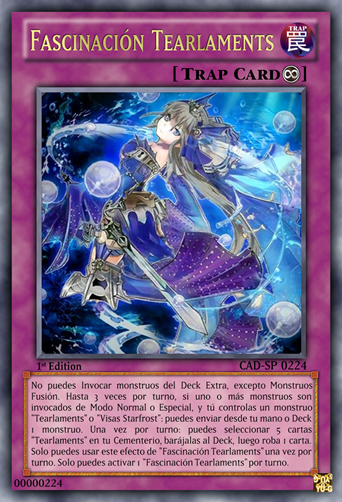 FASCINACIÓN TEARLAMENTS
TRAP
罠
[TRAP CARD∞]
1st Edition
CAD-SP 0224
No puedes Invocar monstruos del Deck Extra, excepto Monstruos
Fusión. Hasta 3 veces por turno, si uno o más monstruos son
invocados de Modo Normal o Especial, y tú controlas un monstruo
"Tearlaments" o "Visas Starfrost": puedes enviar desde tu mano o Deck
1 monstruo. Una vez por turno: puedes seleccionar 5 cartas
"Tearlaments" en tu Cementerio, barájalas al Deck, luego roba 1 carta.
Solo puedes usar este efecto de "Fascinación Tearlaments" una vez por
turno. Solo puedes activar 1 "Fascinación Tearlaments" por turno.
00000224